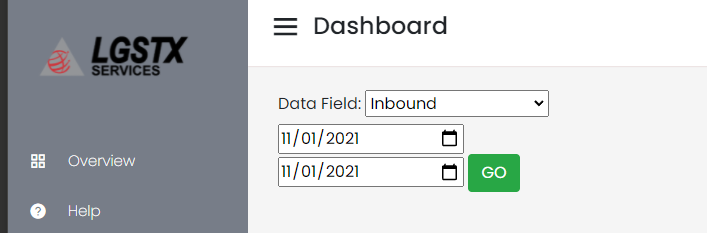 LGSTX
SERVICES
Overview
Help
Dashboard
Data Field: Inbound
11/01/2021
11/01/2021 GO